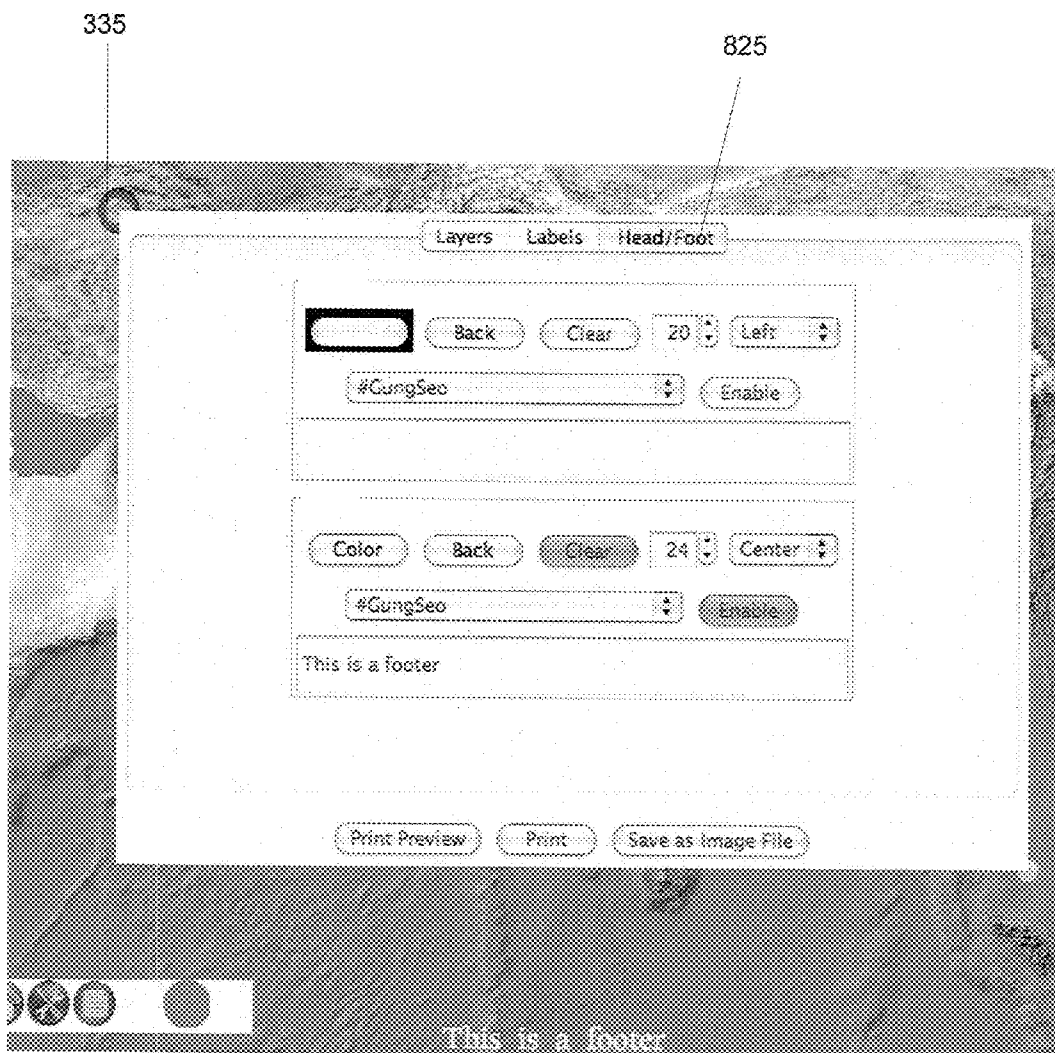 335
825
Layers Labels Head/Foot
Back Clear 20 Left
#GungSeo Enable
Color Back Clear 24 Center
#GungSeo Enable
This is a footer
Print Preview Print Save as Image File
This is a footer